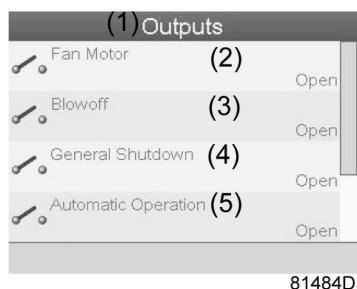 (1) Outputs
Fan Motor (2)
Open
Blowoff (3)
Open
General Shutdown (4)
Open
Automatic Operation (5)
Open
81484D